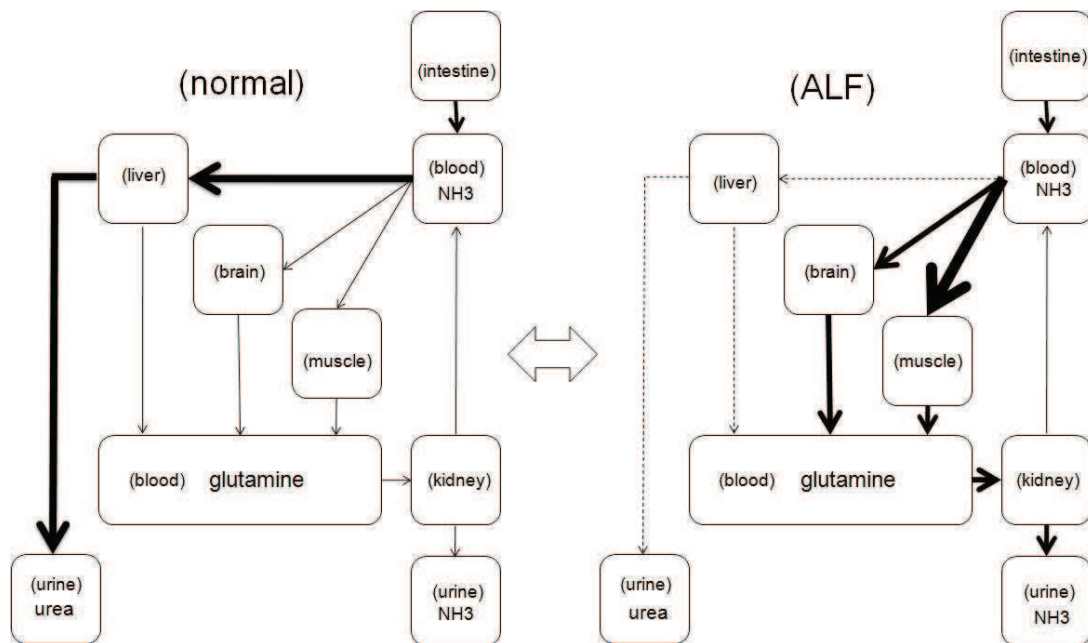 (normal)
(intestine)
(liver)
(blood)
NH3
(brain)
(muscle)
(blood) glutamine
(kidney)
(urine)
urea
(urine)
NH3
(ALF)
(intestine)
(liver)
(blood)
NH3
(brain)
(muscle)
(blood) glutamine
(kidney)
(urine)
urea
(urine)
NH3